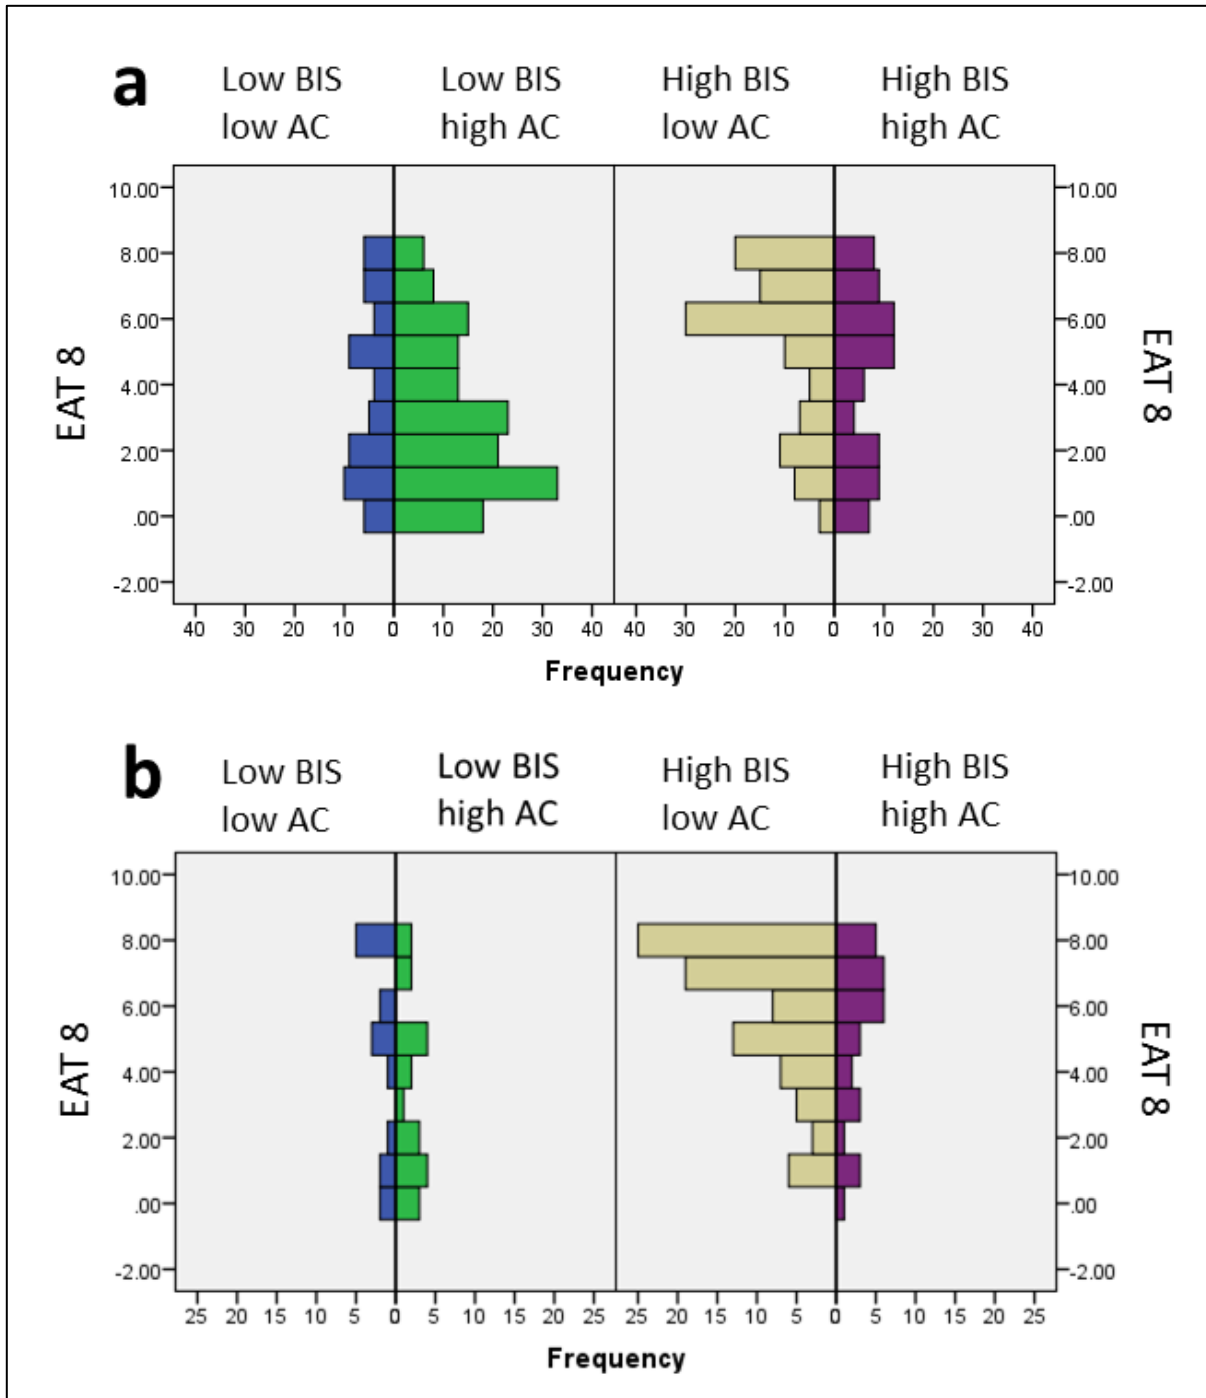 a
Low BIS Low BIS High BIS High BIS
low AC high AC low AC high AC
10.00 10.00
8.00 8.00
6.00 6.00
4.00 4.00
2.00 2.00
.00 .00
-2.00 -2.00
EAT 8 EAT 8
40 30 20 10 0 10 20 30 40 40 30 20 10 0 10 20 30 40
Frequency
b
Low BIS Low BIS High BIS High BIS
low AC high AC low AC high AC
10.00 10.00
8.00 8.00
6.00 6.00
4.00 4.00
2.00 2.00
.00 .00
-2.00 -2.00
EAT 8 EAT 8
25 20 15 10 5 0 5 10 15 20 25 25 20 15 10 5 0 5 10 15 20 25
Frequency